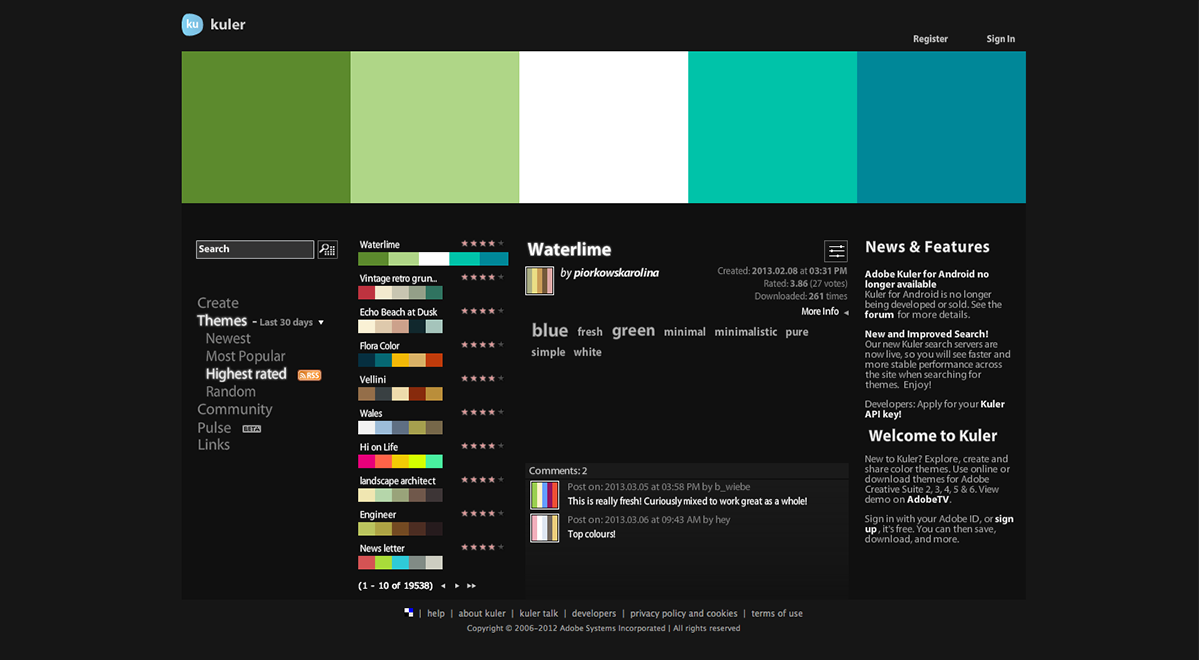 ku kuler
Register Sign In
Search
Create
Themes - Last 30 days
Newest
Most Popular
Highest rated RSS
Random
Community
Pulse BETA
Links
Waterlime
Vintage retro grun...
Echo Beach at Dusk
Flora Color
Vellini
Wales
Hi on Life
landscape architect
Engineer
News letter
(1 - 10 of 19538)
Waterlime
by piorkowskarolina
Created: 2013.02.08 at 03:31 PM
Rated: 3.86 (27 votes)
Downloaded: 261 times
More Info
blue fresh green minimal minimalistic pure
simple white
Comments: 2
Post on: 2013.03.05 at 03:58 PM by b_wiebe
This is really fresh! Curiously mixed to work great as a whole!
Post on: 2013.03.06 at 09:43 AM by hey
Top colours!
News & Features
Adobe Kuler for Android no
longer available
Kuler for Android is no longer
being developed or sold. See the
forum for more details.
New and Improved Search!
Our new Kuler search servers are
now live, so you will see faster and
more stable performance across
the site when searching for
themes. Enjoy!
Developers: Apply for your Kuler
API key!
Welcome to Kuler
New to Kuler? Explore, create and
share color themes. Use online or
download themes for Adobe
Creative Suite 2, 3, 4, 5 & 6. View
demo on AdobeTV.
Sign in with your Adobe ID, or sign
up, it's free. You can then save,
download, and more.
| help | about kuler | kuler talk | developers | privacy policy and cookies | terms of use
Copyright © 2006-2012 Adobe Systems Incorporated | All rights reserved